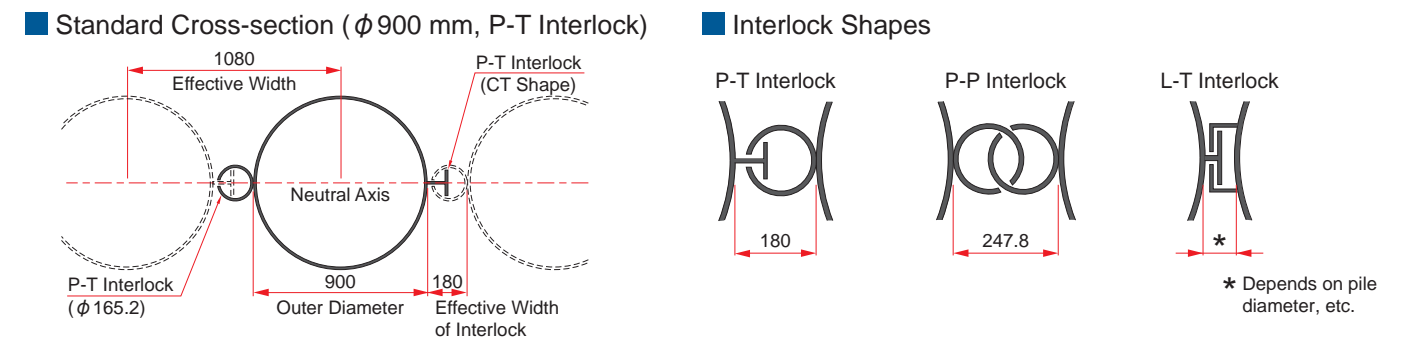 Standard Cross-section (ϕ900 mm, P-T Interlock)
1080
Effective Width
P-T Interlock
(CT Shape)
Neutral Axis
P-T Interlock
(ϕ165.2)
900
Outer Diameter
180
Effective Width
of Interlock
Interlock Shapes
P-T Interlock
180
P-P Interlock
247.8
L-T Interlock
*
* Depends on pile
diameter, etc.